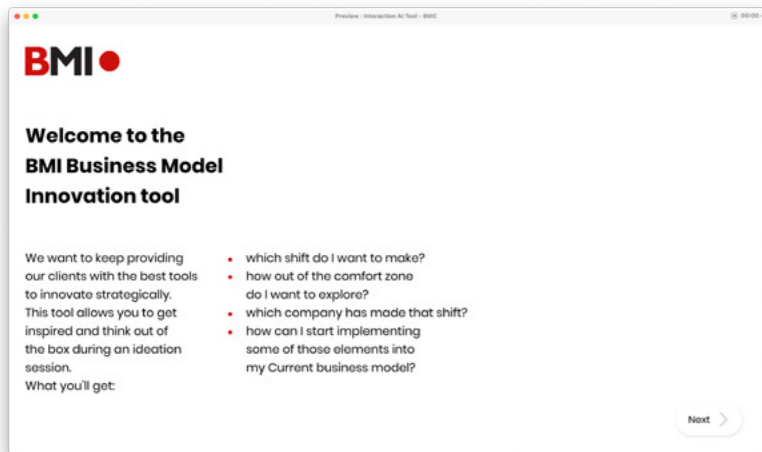 Preview : Interaction AI Tool - BMC
00:00
BMI
Welcome to the
BMI Business Model
Innovation tool
We want to keep providing
our clients with the best tools
to innovate strategically.
This tool allows you to get
inspired and think out of
the box during an ideation
session.
What you'll get:
which shift do I want to make?
how out of the comfort zone
do I want to explore?
which company has made that shift?
how can I start implementing
some of those elements into
my Current business model?
Next